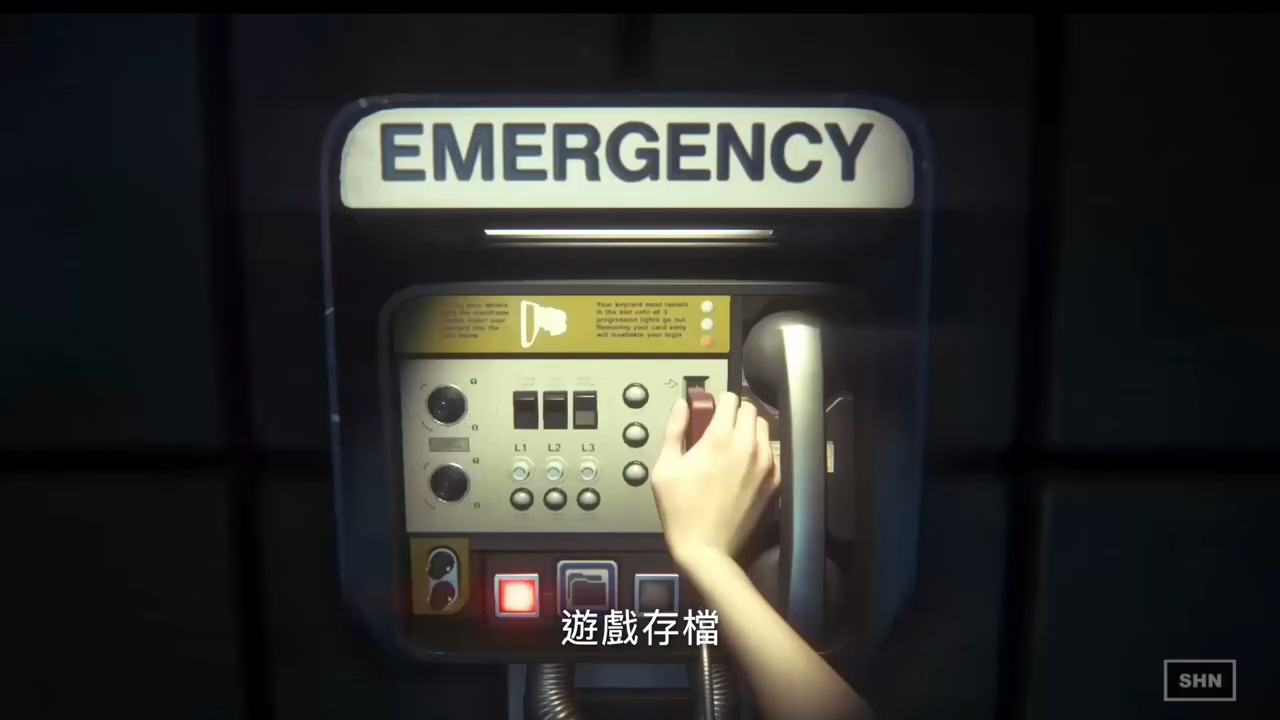 EMERGENCY
Your keycard must remain
in the slot until all 3
progression lights go out.
Removing your card early
will invalidate your login
L1 L2 L3
遊戲存檔
SHN